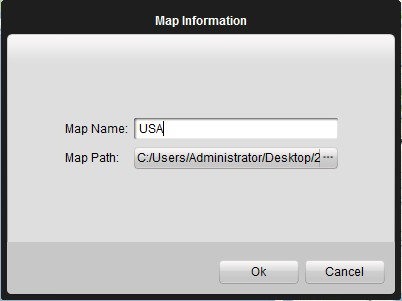 Map Information
Map Name: USA
Map Path: C:/Users/Administrator/Desktop/2 ...
Ok Cancel